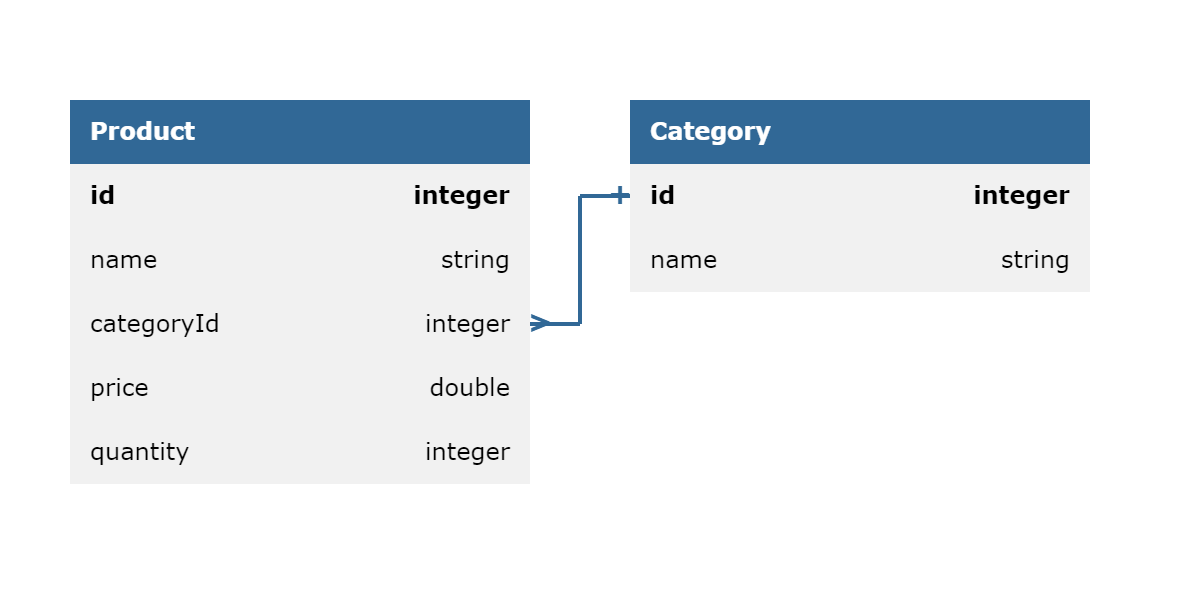 Product
id integer
name string
categoryId integer
price double
quantity integer
Category
id integer
name string